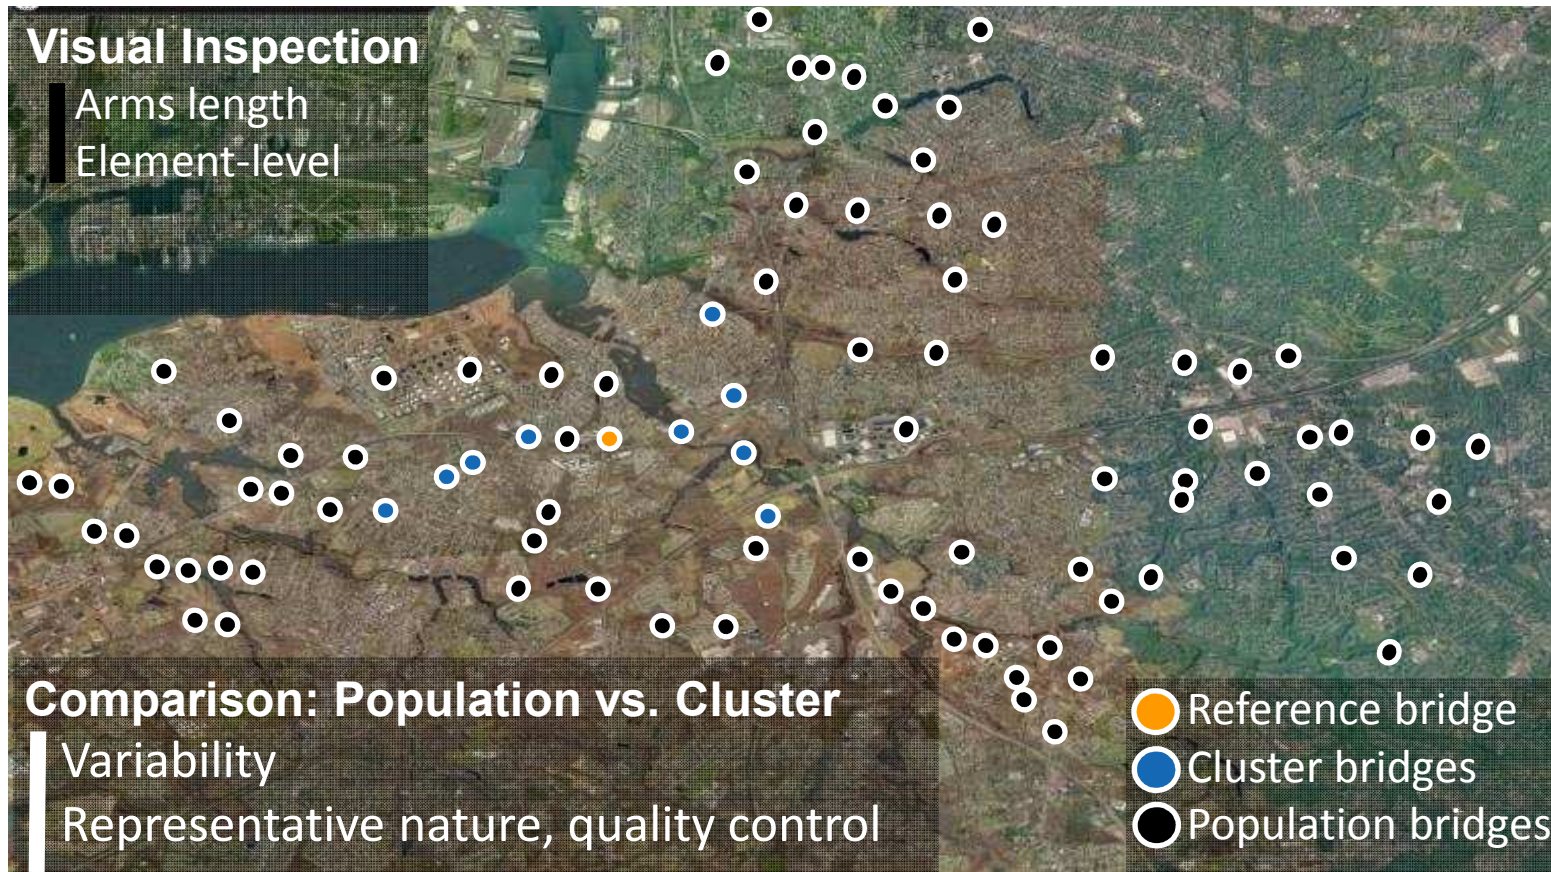 Visual Inspection
Arms length
Element-level
Comparison: Population vs. Cluster
Variability
Representative nature, quality control
Reference bridge
Cluster bridges
Population bridges